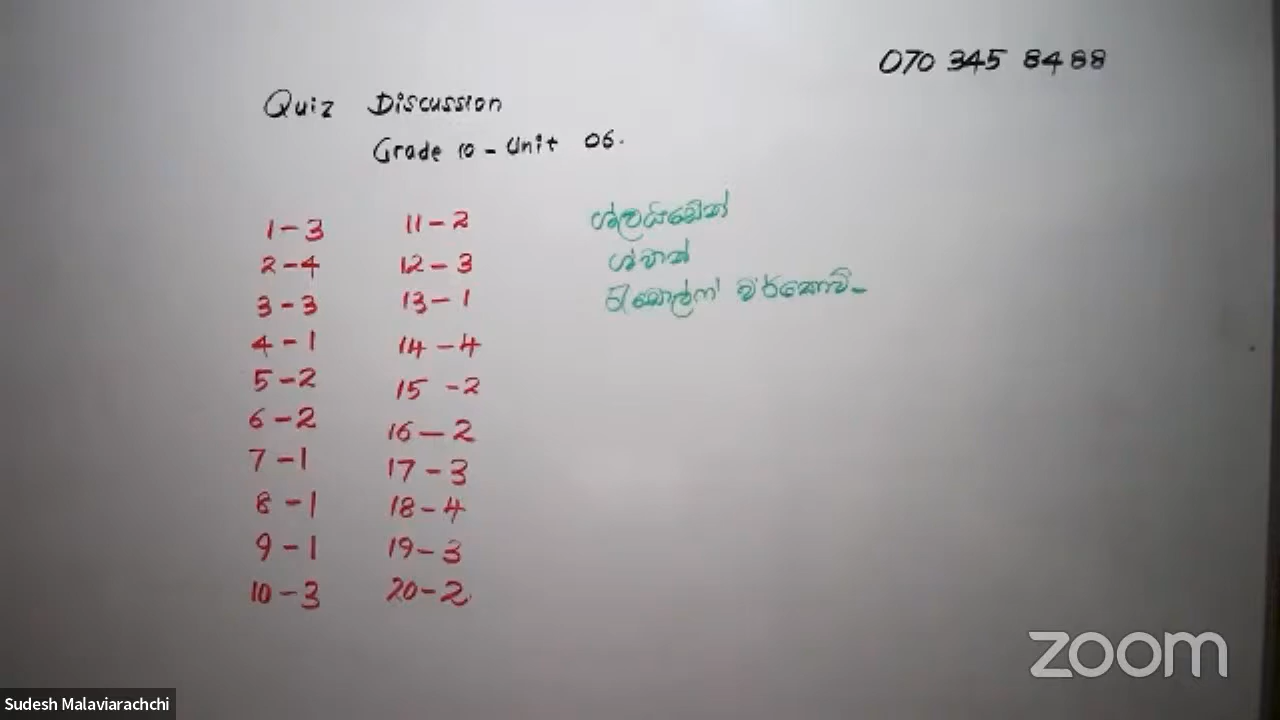 070 345 8488
Quiz Discussion
Grade 10 - Unit 06.
1 - 3 11 - 2 ශ්ලයිඩෙන්
2 - 4 12 - 3 ශ්වාන්
3 - 3 13 - 1 රුඩොල්ෆ් වර්කොව්
4 - 1 14 - 4
5 - 2 15 - 2
6 - 2 16 - 2
7 - 1 17 - 3
8 - 1 18 - 4
9 - 1 19 - 3
10 - 3 20 - 2
zoom
Sudesh Malaviarachchi